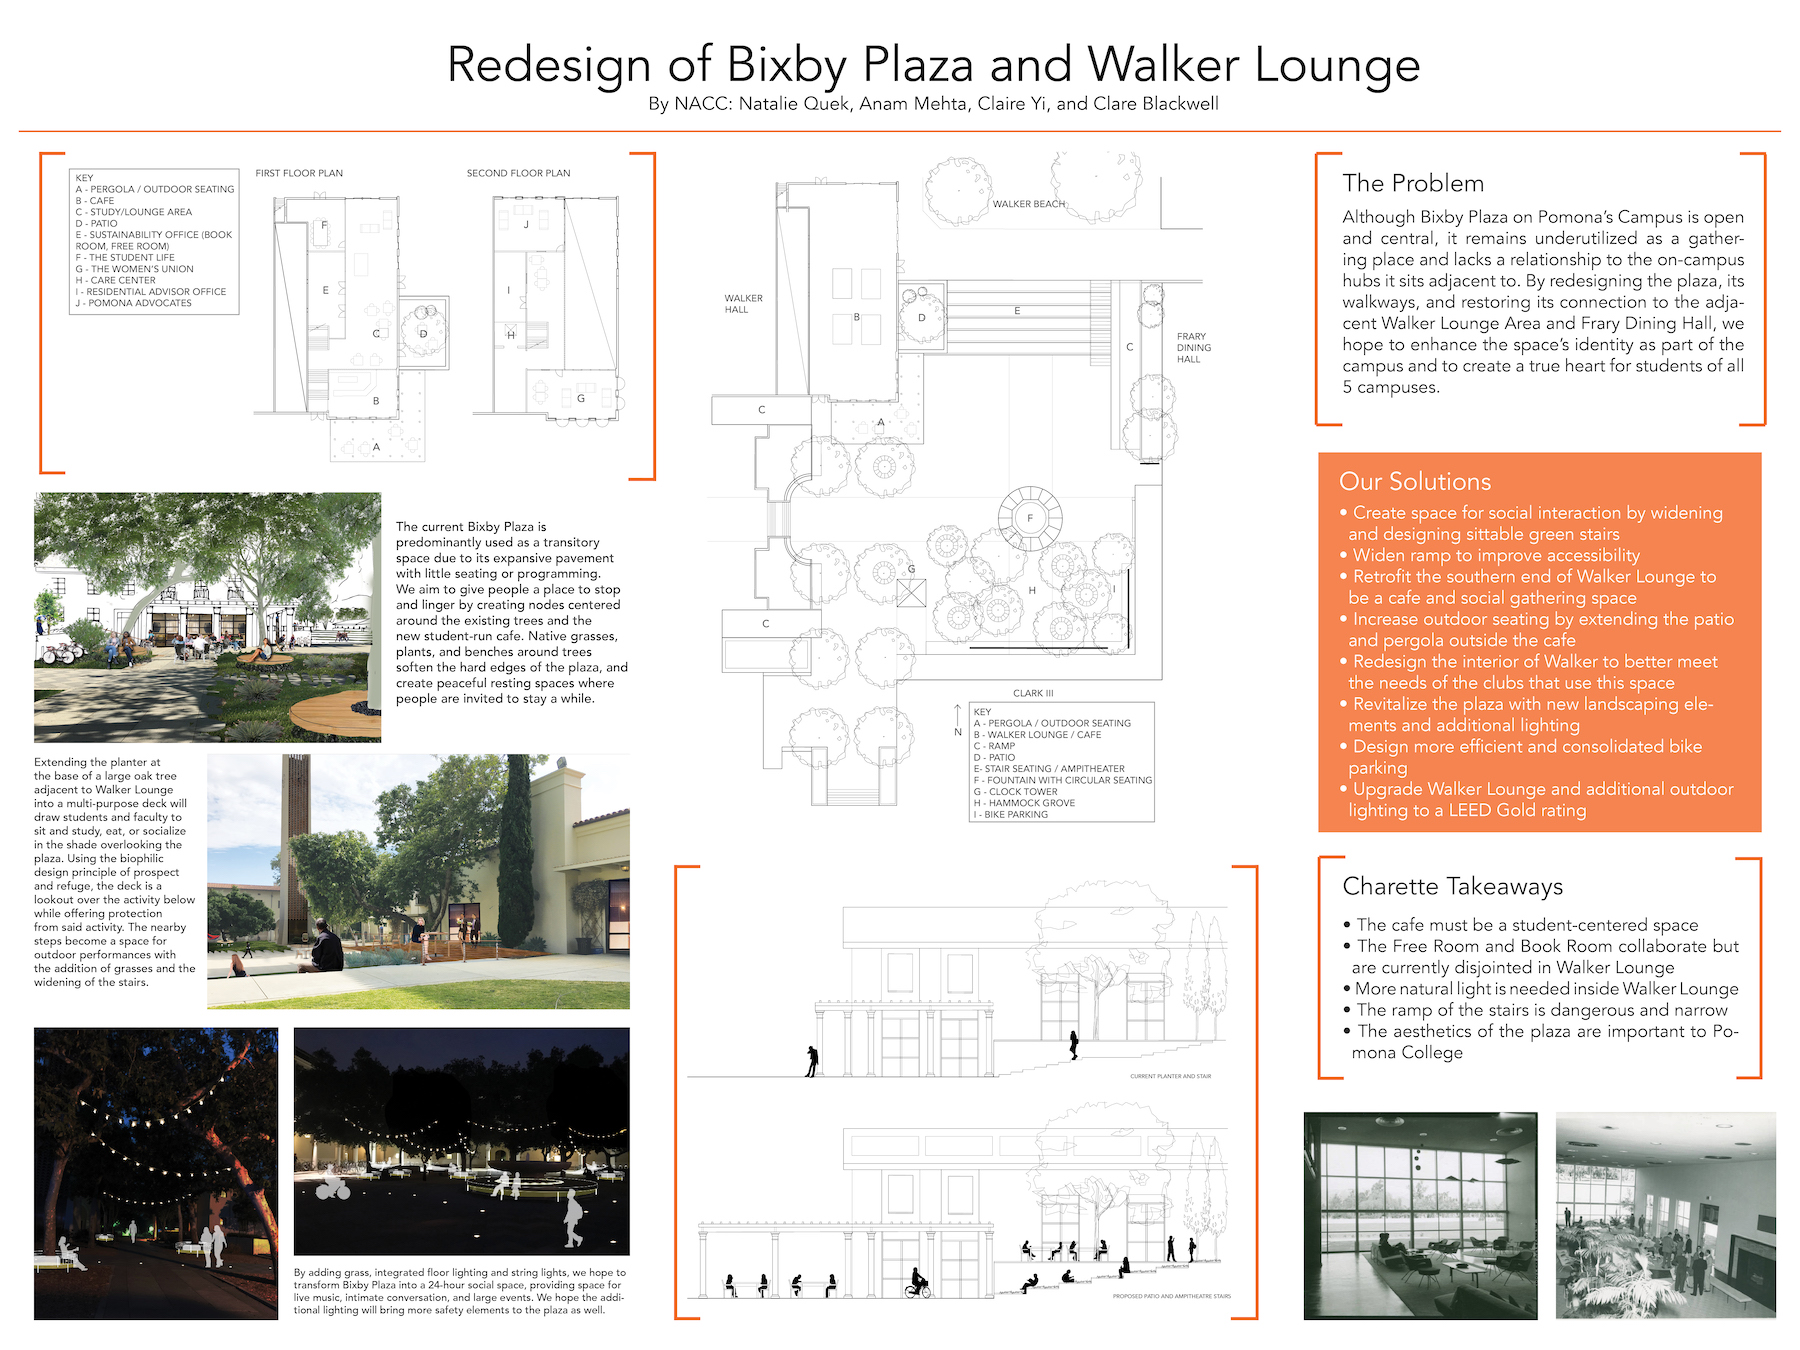 Redesign of Bixby Plaza and Walker Lounge
By NACC: Natalie Quek, Anam Mehta, Claire Yi, and Clare Blackwell
KEY
A - PERGOLA / OUTDOOR SEATING
B - CAFE
C - STUDY/LOUNGE AREA
D - PATIO
E - SUSTAINABILITY OFFICE (BOOK
ROOM, FREE ROOM)
F - THE STUDENT LIFE
G - THE WOMEN'S UNION
H - CARE CENTER
I - RESIDENTIAL ADVISOR OFFICE
J - POMONA ADVOCATES
FIRST FLOOR PLAN
F
E
C
D
B
A
SECOND FLOOR PLAN
J
I
H
G
The current Bixby Plaza is
predominantly used as a transitory
space due to its expansive pavement
with little seating or programming.
We aim to give people a place to stop
and linger by creating nodes centered
around the existing trees and the
new student-run cafe. Native grasses,
plants, and benches around trees
soften the hard edges of the plaza, and
create peaceful resting spaces where
people are invited to stay a while.
Extending the planter at
the base of a large oak tree
adjacent to Walker Lounge
into a multi-purpose deck will
draw students and faculty to
sit and study, eat, or socialize
in the shade overlooking the
plaza. Using the biophilic
design principle of prospect
and refuge, the deck is a
lookout over the activity below
while offering protection
from said activity. The nearby
steps become a space for
outdoor performances with
the addition of grasses and the
widening of the stairs.
By adding grass, integrated floor lighting and string lights, we hope to
transform Bixby Plaza into a 24-hour social space, providing space for
live music, intimate conversation, and large events. We hope the addi-
tional lighting will bring more safety elements to the plaza as well.
WALKER BEACH
WALKER
HALL
B
D
E
C
FRARY
DINING
HALL
C
A
F
G
H
I
C
CLARK III
N
KEY
A - PERGOLA / OUTDOOR SEATING
B - WALKER LOUNGE / CAFE
C - RAMP
D - PATIO
E- STAIR SEATING / AMPITHEATER
F - FOUNTAIN WITH CIRCULAR SEATING
G - CLOCK TOWER
H - HAMMOCK GROVE
I - BIKE PARKING
CURRENT PLANTER AND STAIR
PROPOSED PATIO AND AMPITHEATRE STAIRS
The Problem
Although Bixby Plaza on Pomona's Campus is open
and central, it remains underutilized as a gather-
ing place and lacks a relationship to the on-campus
hubs it sits adjacent to. By redesigning the plaza, its
walkways, and restoring its connection to the adja-
cent Walker Lounge Area and Frary Dining Hall, we
hope to enhance the space's identity as part of the
campus and to create a true heart for students of all
5 campuses.
Our Solutions
• Create space for social interaction by widening
and designing sittable green stairs
• Widen ramp to improve accessibility
• Retrofit the southern end of Walker Lounge to
be a cafe and social gathering space
• Increase outdoor seating by extending the patio
and pergola outside the cafe
• Redesign the interior of Walker to better meet
the needs of the clubs that use this space
• Revitalize the plaza with new landscaping ele-
ments and additional lighting
• Design more efficient and consolidated bike
parking
• Upgrade Walker Lounge and additional outdoor
lighting to a LEED Gold rating
Charette Takeaways
• The cafe must be a student-centered space
• The Free Room and Book Room collaborate but
are currently disjointed in Walker Lounge
• More natural light is needed inside Walker Lounge
• The ramp of the stairs is dangerous and narrow
• The aesthetics of the plaza are important to Po-
mona College